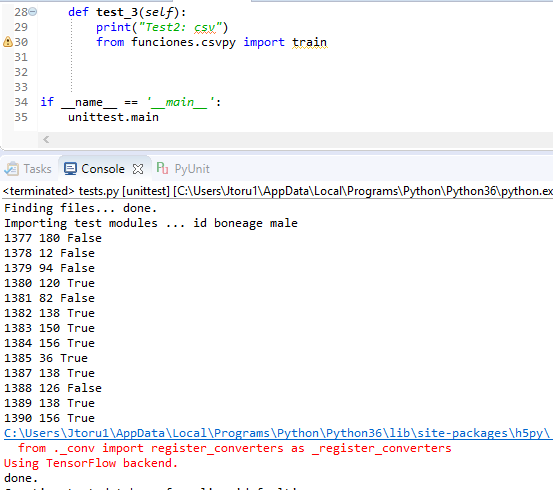 28 def test_3(self):
29 print("Test2: csv")
30 from funciones.csvpy import train
31
32
33
34 if __name__ == '__main__':
35 unittest.main
Tasks Console PyUnit
<terminated> tests.py [unittest] [C:\Users\Jtoru1\AppData\Local\Programs\Python\Python36\python.ex
Finding files... done.
Importing test modules ... id boneage male
1377 180 False
1378 12 False
1379 94 False
1380 120 True
1381 82 False
1382 138 True
1383 150 True
1384 156 True
1385 36 True
1387 138 True
1388 126 False
1389 138 True
1390 156 True
C:\Users\Jtoru1\AppData\Local\Programs\Python\Python36\lib\site-packages\h5py\
from ._conv import register_converters as _register_converters
Using TensorFlow backend.
done.